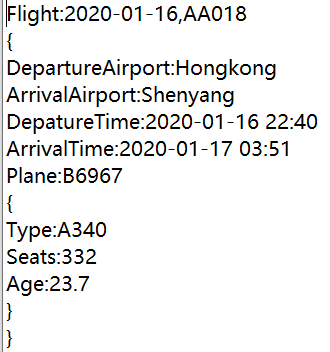 Flight:2020-01-16,AA018
{
DepartureAirport:Hongkong
ArrivalAirport:Shenyang
DepatureTime:2020-01-16 22:40
ArrivalTime:2020-01-17 03:51
Plane:B6967
{
Type:A340
Seats:332
Age:23.7
}
}